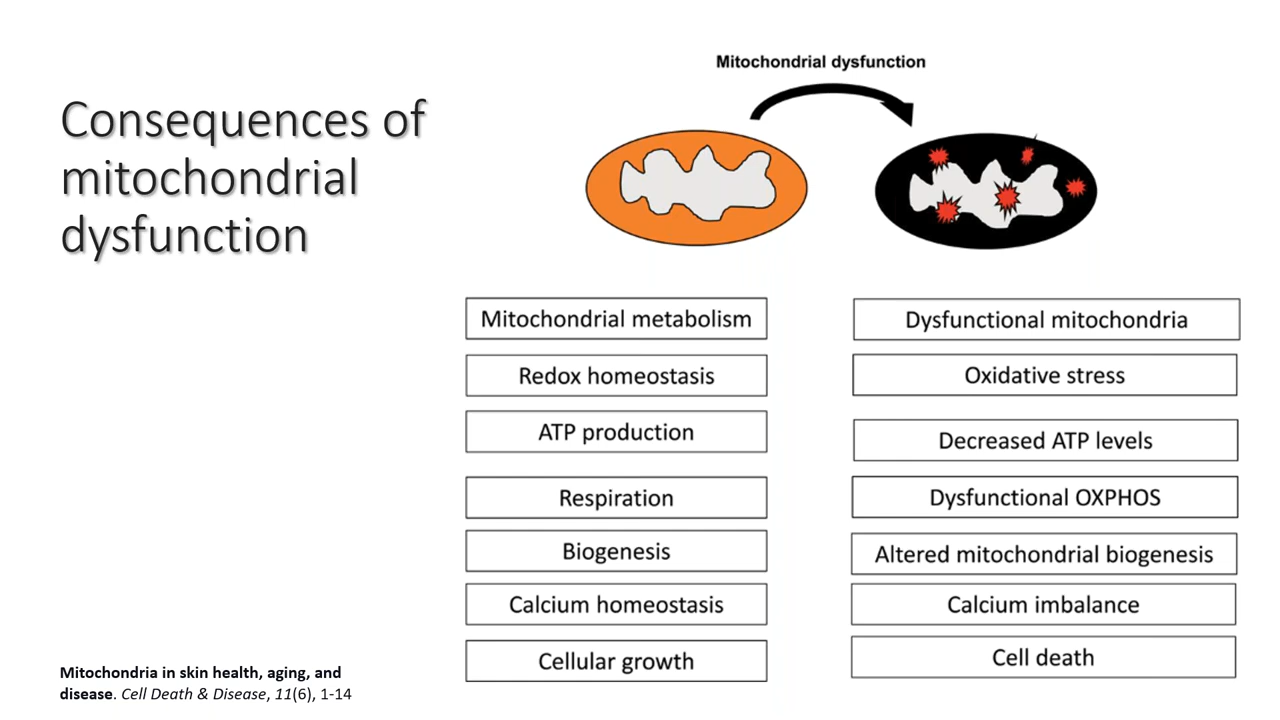 Mitochondrial dysfunction
Consequences of
mitochondrial
dysfunction
Mitochondrial metabolism
Dysfunctional mitochondria
Redox homeostasis
Oxidative stress
ATP production
Decreased ATP levels
Respiration
Dysfunctional OXPHOS
Biogenesis
Altered mitochondrial biogenesis
Calcium homeostasis
Calcium imbalance
Cellular growth
Cell death
Mitochondria in skin health, aging, and
disease. Cell Death & Disease, 11(6), 1-14